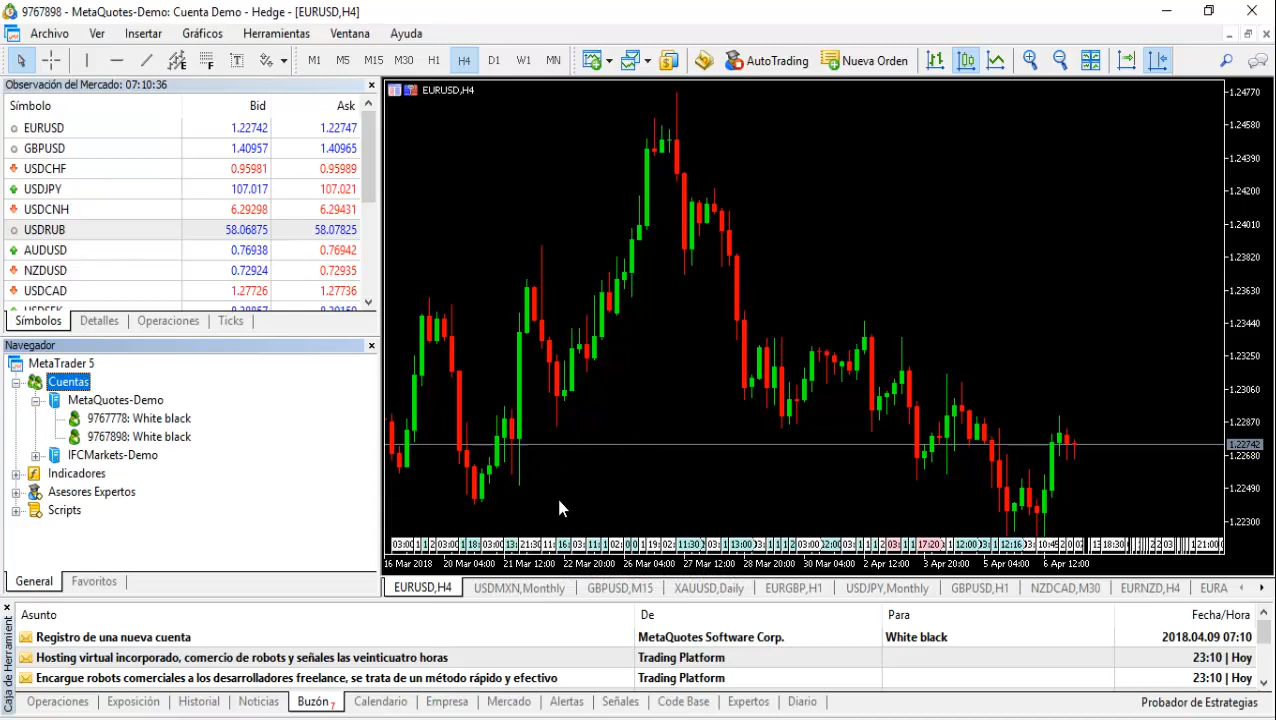 9767898 - MetaQuotes-Demo: Cuenta Demo - Hedge - [EURUSD,H4]
Archivo Ver Insertar Gráficos Herramientas Ventana Ayuda
M1 M5 M15 M30 H1 H4 D1 W1 MN AutoTrading Nueva Orden
Observación del Mercado: 07:10:36
Símbolo Bid Ask
EURUSD 1.22742 1.22747
GBPUSD 1.40957 1.40965
USDCHF 0.95981 0.95989
USDJPY 107.017 107.021
USDCNH 6.29298 6.29431
USDRUB 58.06875 58.07825
AUDUSD 0.76938 0.76942
NZDUSD 0.72924 0.72935
USDCAD 1.27726 1.27736
Símbolos Detalles Operaciones Ticks
Navegador
MetaTrader 5
Cuentas
MetaQuotes-Demo
9767778: White black
9767898: White black
IFCMarkets-Demo
Indicadores
Asesores Expertos
Scripts
General Favoritos
EURUSD,H4
1.24770
1.24580
1.24390
1.24200
1.24010
1.23820
1.23630
1.23440
1.23250
1.23060
1.22870
1.22742
1.22680
1.22490
1.22300
16 Mar 2018 20 Mar 04:00 21 Mar 12:00 22 Mar 20:00 26 Mar 04:00 27 Mar 12:00 28 Mar 20:00 30 Mar 04:00 2 Apr 12:00 3 Apr 20:00 5 Apr 04:00 6 Apr 12:00
EURUSD,H4 USDMXN,Monthly GBPUSD,M15 XAUUSD,Daily EURGBP,H1 USDJPY,Monthly GBPUSD,H1 NZDCAD,M30 EURNZD,H4 EURA
Asunto De Para Fecha/Hora
Registro de una nueva cuenta MetaQuotes Software Corp. White black 2018.04.09 07:10
Hosting virtual incorporado, comercio de robots y señales las veinticuatro horas Trading Platform 23:10 | Hoy
Encargue robots comerciales a los desarrolladores freelance, se trata de un método rápido y efectivo Trading Platform 23:10 | Hoy
Caja de Herramient
Operaciones Exposición Historial Noticias Buzón 7 Calendario Empresa Mercado Alertas Señales Code Base Expertos Diario Probador de Estrategias